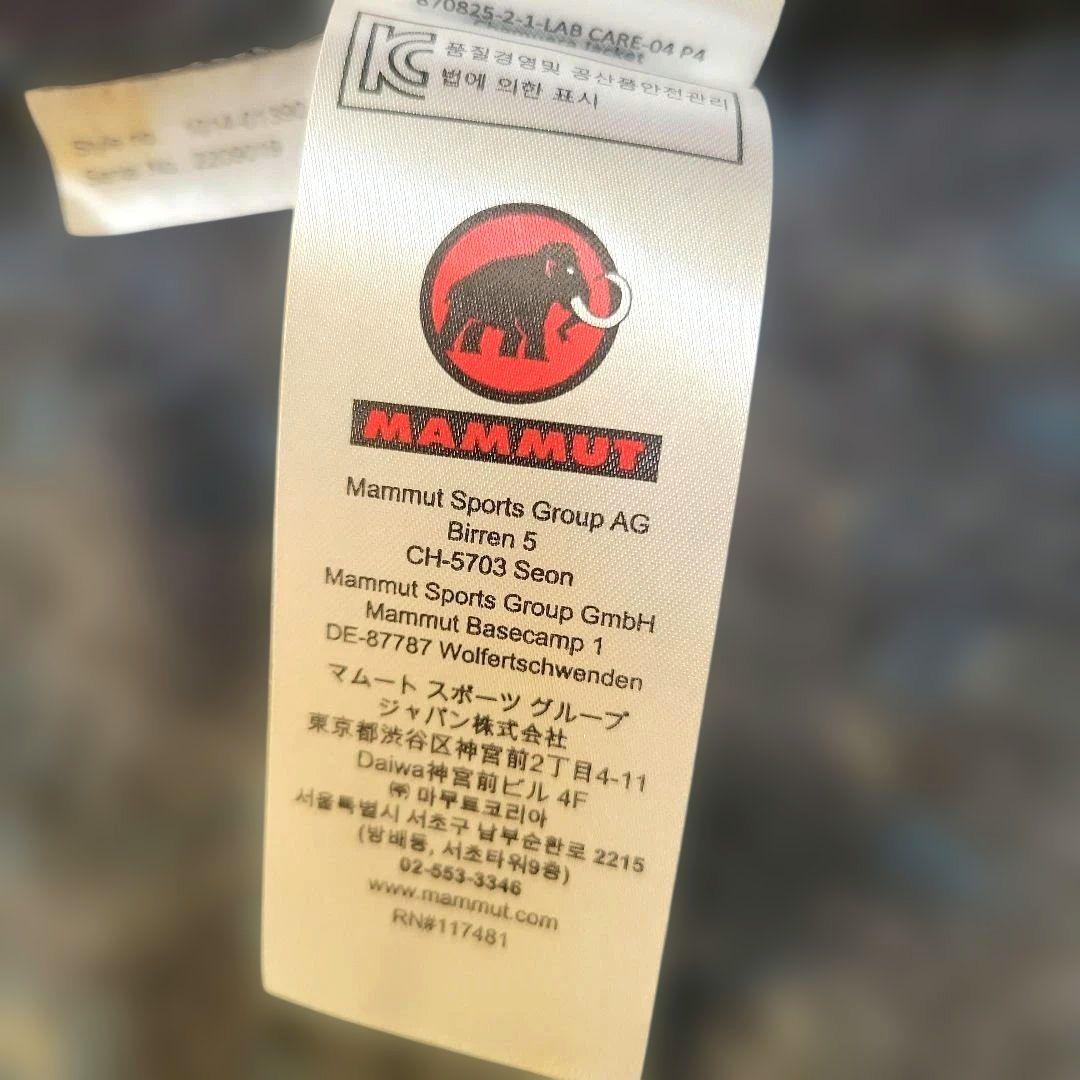 870825-2-1-LAB CARE-04 P4
KC
품질경영및 공산품안전관리
법에 의한 표시
Style no
MAMMUT
Mammut Sports Group AG
Birren 5
CH-5703 Seon
Mammut Sports Group GmbH
Mammut Basecamp 1
DE-87787 Wolfertschwenden
マムート スポーツ グループ
ジャパン株式会社
東京都渋谷区神宮前2丁目4-11
Daiwa神宮前ビル 4F
㈜ 마무트코리아
서울특별시 서초구 남부순환로 2215
(방배동, 서초타워9층)
02-553-3346
www.mammut.com
RN#117481